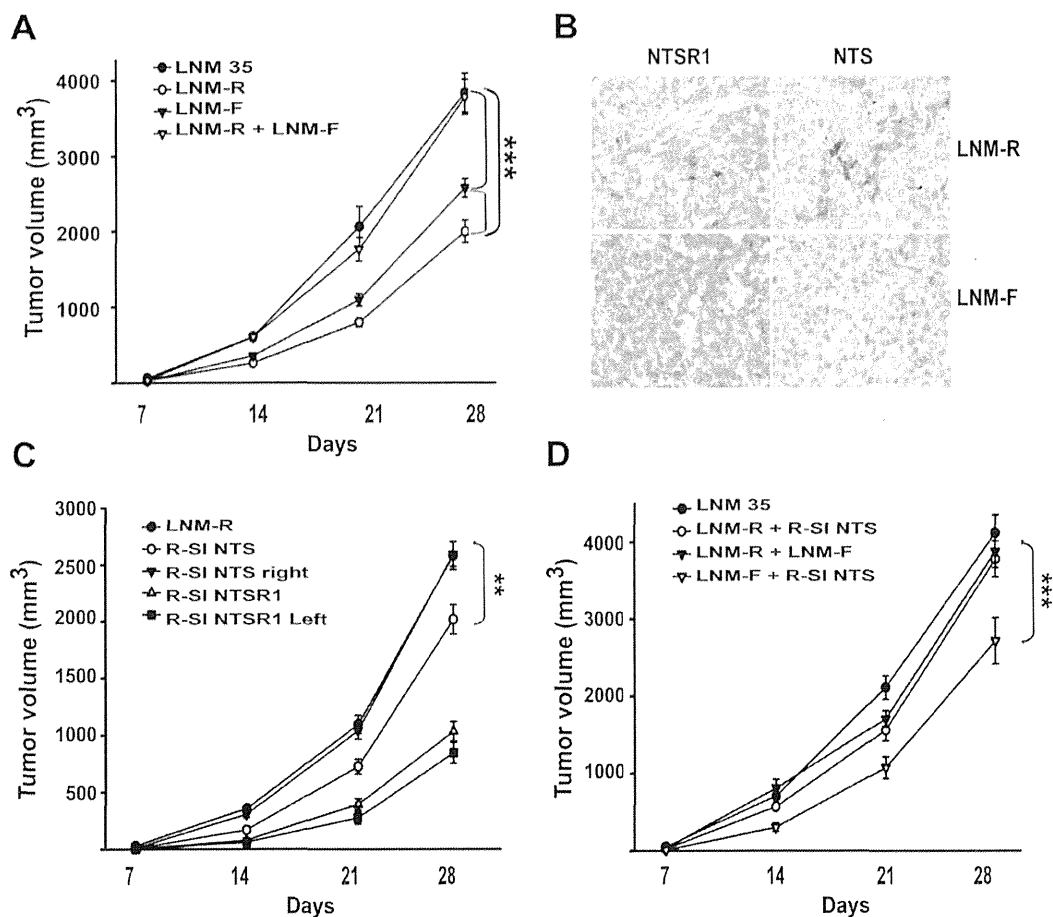 A
Tumor volume (mm³)
4000
3000
2000
1000
7 14 21 28
Days
LNM 35
LNM-R
LNM-F
LNM-R + LNM-F
***
B
NTSR1 NTS
LNM-R
LNM-F
C
Tumor volume (mm³)
3000
2500
2000
1500
1000
500
7 14 21 28
Days
LNM-R
R-SI NTS
R-SI NTS right
R-SI NTSR1
R-SI NTSR1 Left
**
D
Tumor volume (mm³)
4000
3000
2000
1000
7 14 21 28
Days
LNM 35
LNM-R + R-SI NTS
LNM-R + LNM-F
LNM-F + R-SI NTS
***